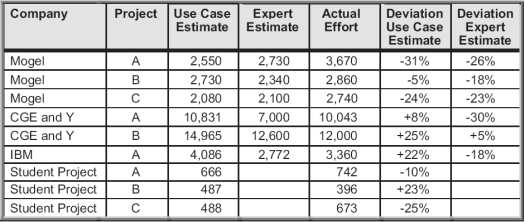 Company Project Use Case Estimate Expert Estimate Actual Effort Deviation Use Case Estimate Deviation Expert Estimate
Mogel A 2,550 2,730 3,670 -31% -26%
Mogel B 2,730 2,340 2,860 -5% -18%
Mogel C 2,080 2,100 2,740 -24% -23%
CGE and Y A 10,831 7,000 10,043 +8% -30%
CGE and Y B 14,965 12,600 12,000 +25% +5%
IBM A 4,086 2,772 3,360 +22% -18%
Student Project A 666 742 -10%
Student Project B 487 396 +23%
Student Project C 488 673 -25%